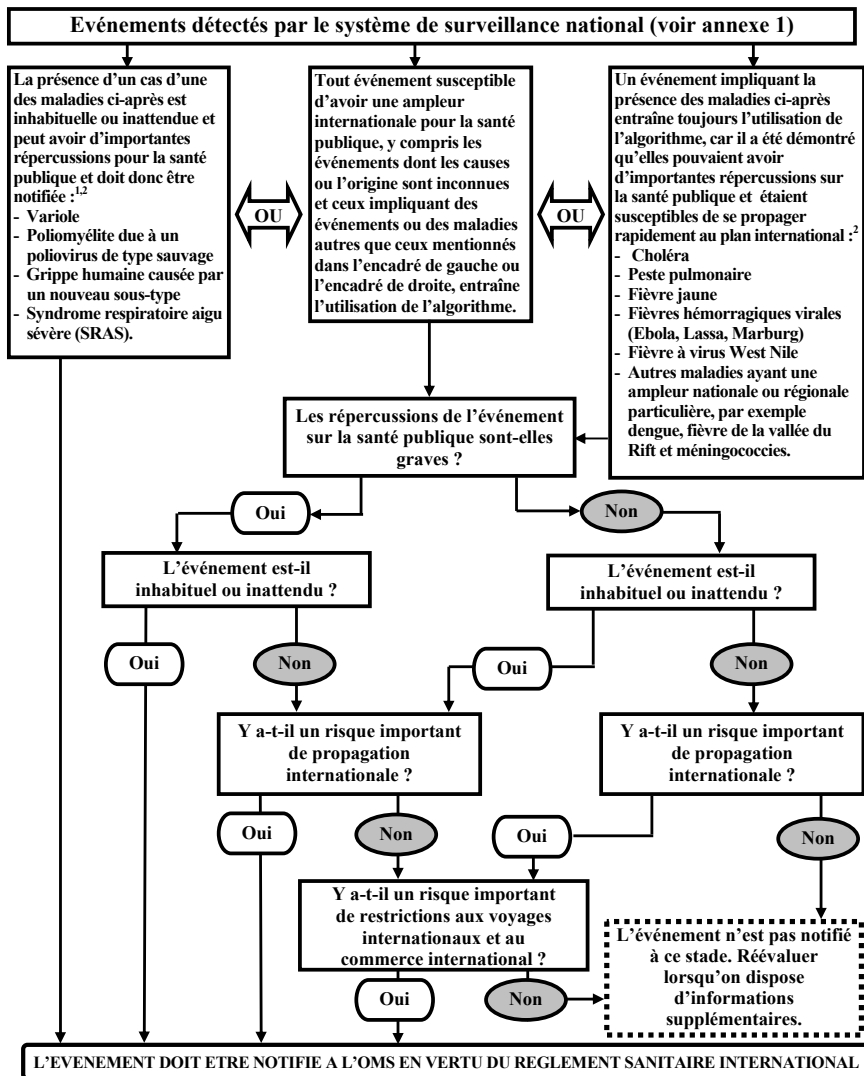 Evénements détectés par le système de surveillance national (voir annexe 1)
La présence d'un cas d'une
des maladies ci-après est
inhabituelle ou inattendue et
peut avoir d'importantes
répercussions pour la santé
publique et doit donc être
notifiée :1,2
- Variole
- Poliomyélite due à un
poliovirus de type sauvage
- Grippe humaine causée par
un nouveau sous-type
- Syndrome respiratoire aigu
sévère (SRAS).
OU
Tout événement susceptible
d'avoir une ampleur
internationale pour la santé
publique, y compris les
événements dont les causes
ou l'origine sont inconnues
et ceux impliquant des
événements ou des maladies
autres que ceux mentionnés
dans l'encadré de gauche ou
l'encadré de droite, entraîne
l'utilisation de l'algorithme.
OU
Un événement impliquant la
présence des maladies ci-après
entraîne toujours l'utilisation de
l'algorithme, car il a été démontré
qu'elles pouvaient avoir
d'importantes répercussions sur
la santé publique et étaient
susceptibles de se propager
rapidement au plan international :2
- Choléra
- Peste pulmonaire
- Fièvre jaune
- Fièvres hémorragiques virales
(Ebola, Lassa, Marburg)
- Fièvre à virus West Nile
- Autres maladies ayant une
ampleur nationale ou régionale
particulière, par exemple
dengue, fièvre de la vallée du
Rift et méningococcies.
Les répercussions de l'événement
sur la santé publique sont-elles
graves ?
Oui
Non
L'événement est-il
inhabituel ou inattendu ?
L'événement est-il
inhabituel ou inattendu ?
Oui
Non
Oui
Non
Y a-t-il un risque important
de propagation
internationale ?
Y a-t-il un risque important
de propagation
internationale ?
Oui
Non
Oui
Non
Y a-t-il un risque important
de restrictions aux voyages
internationaux et au
commerce international ?
L'événement n'est pas notifié
à ce stade. Réévaluer
lorsqu'on dispose
d'informations
supplémentaires.
Oui
Non
L'EVENEMENT DOIT ETRE NOTIFIE A L'OMS EN VERTU DU REGLEMENT SANITAIRE INTERNATIONAL